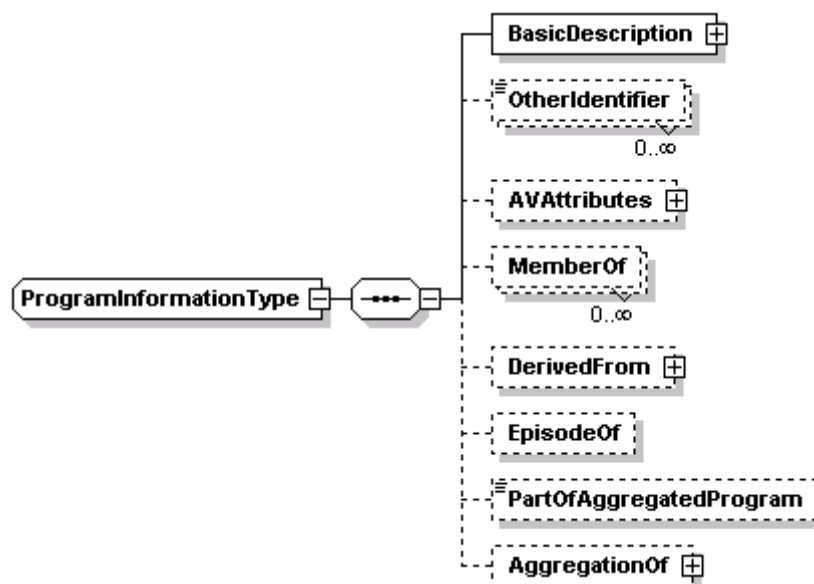 BasicDescription
OtherIdentifier
0..∞
AVAttributes
MemberOf
0..∞
ProgramInformationType
DerivedFrom
EpisodeOf
PartOfAggregatedProgram
AggregationOf